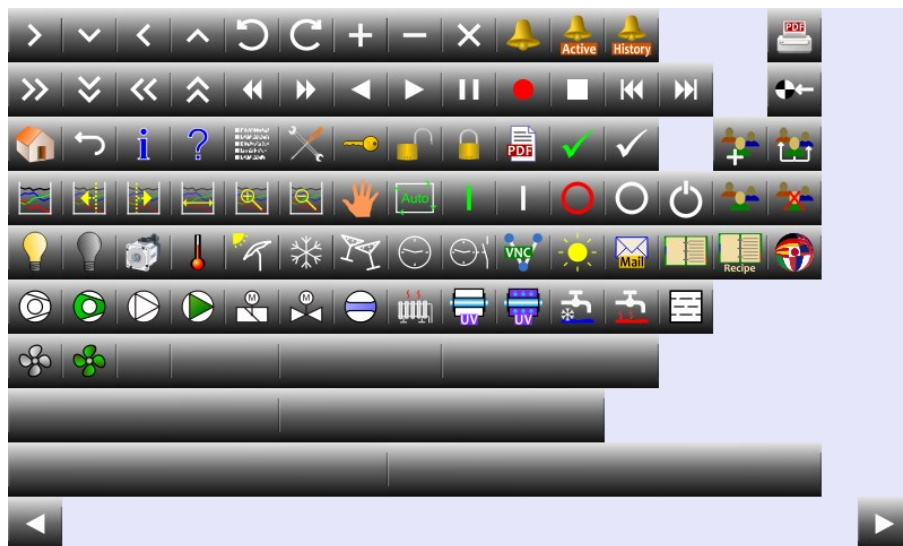 Active
History
PDF
i
?
PDF
Auto
VNC
Mail
Recipe
M
M
UV
UV